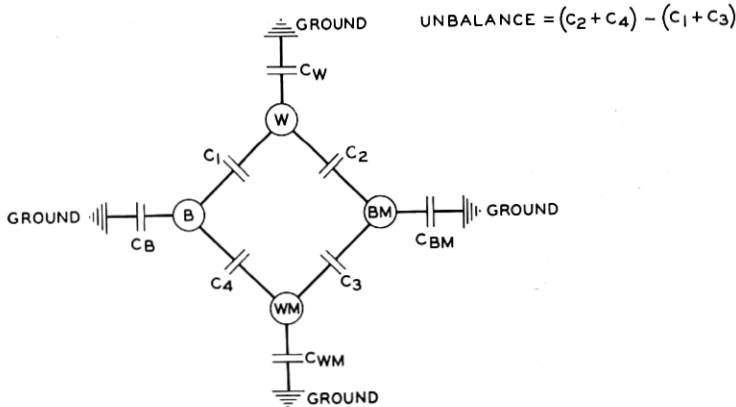 GROUND
UNBALANCE = (C2 + C4) - (C1 + C3)
CW
W
C1
C2
GROUND
B
BM
GROUND
CB
CBM
C4
C3
WM
CWM
GROUND